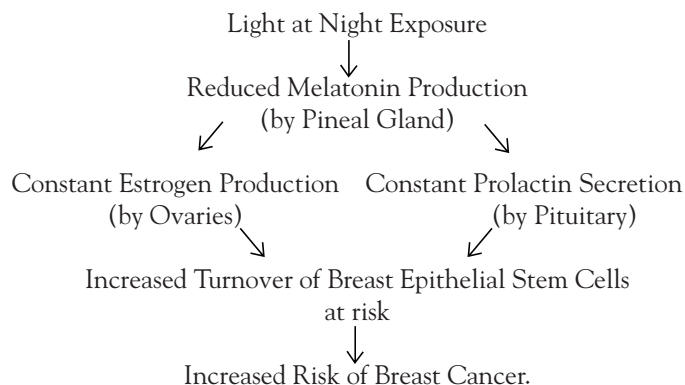 Light at Night Exposure
Reduced Melatonin Production
(by Pineal Gland)
Constant Estrogen Production
(by Ovaries)
Constant Prolactin Secretion
(by Pituitary)
Increased Turnover of Breast Epithelial Stem Cells
at risk
Increased Risk of Breast Cancer.